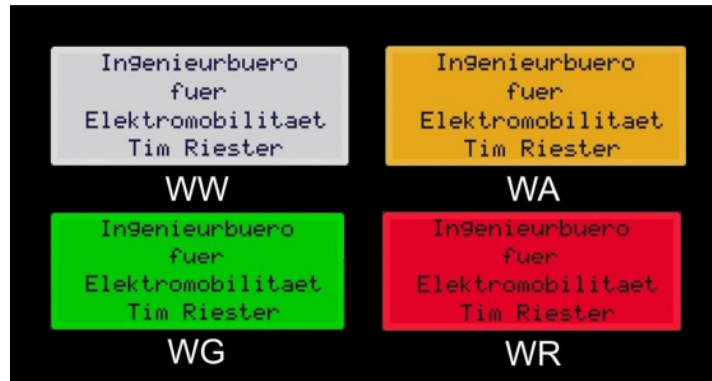 Ingenieurbuero
fuer
Elektromobilitaet
Tim Riester
WW
Ingenieurbuero
fuer
Elektromobilitaet
Tim Riester
WA
Ingenieurbuero
fuer
Elektromobilitaet
Tim Riester
WG
Ingenieurbuero
fuer
Elektromobilitaet
Tim Riester
WR